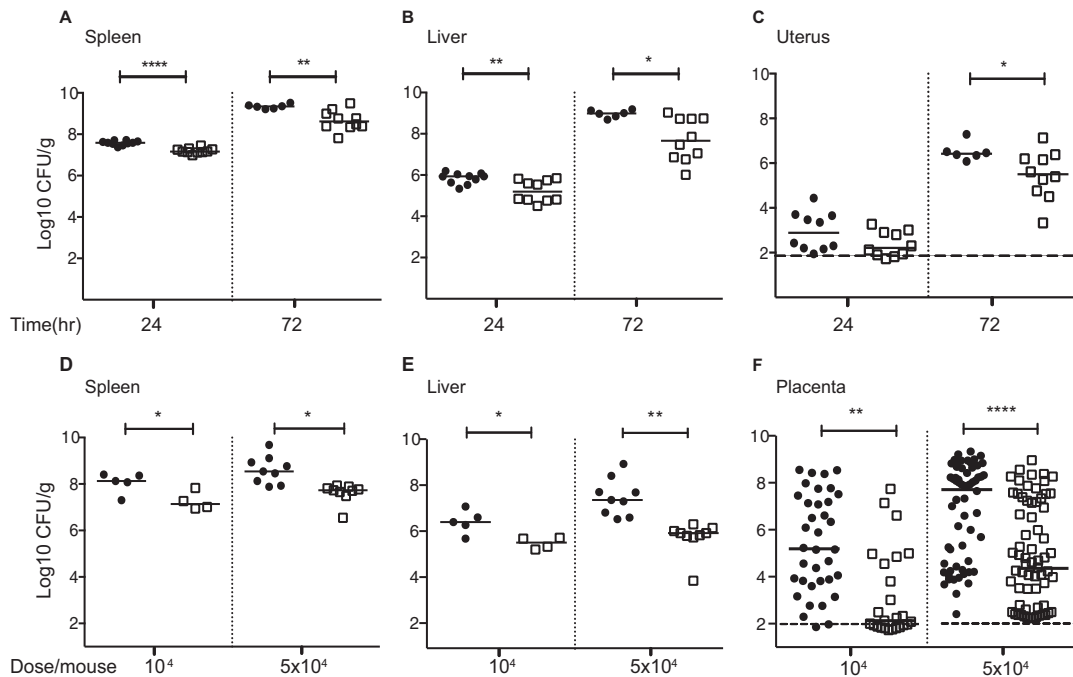 A
Spleen
****
**
Log10 CFU/g
10
8
6
4
2
24
72
Time(hr)
B
Liver
**
*
10
8
6
4
2
24
72
C
Uterus
*
10
8
6
4
2
24
72
D
Spleen
*
*
Log10 CFU/g
10
8
6
4
2
10⁴
5x10⁴
Dose/mouse
E
Liver
*
**
10
8
6
4
2
10⁴
5x10⁴
F
Placenta
**
****
10
8
6
4
2
10⁴
5x10⁴